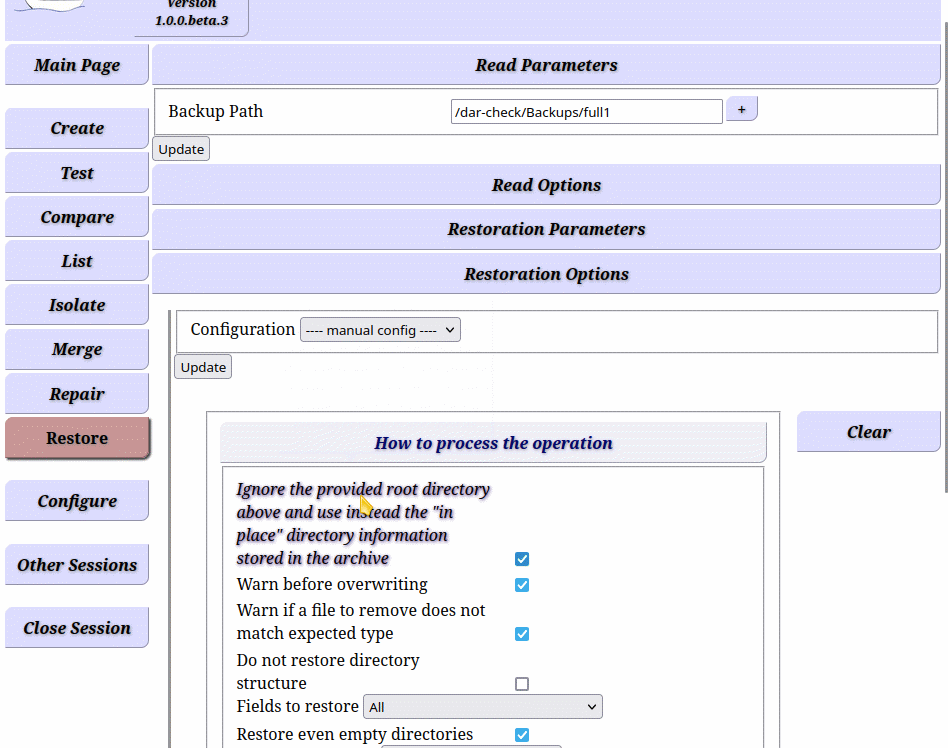 Version
1.0.0.beta.3
Main Page
Read Parameters
Backup Path
/dar-check/Backups/full1
+
Create
Update
Test
Read Options
Compare
Restoration Parameters
List
Restoration Options
Isolate
Configuration
---- manual config ----
Merge
Update
Repair
Restore
How to process the operation
Clear
Ignore the provided root directory
above and use instead the "in
place" directory information
stored in the archive
Configure
Other Sessions
Warn before overwriting
Warn if a file to remove does not
match expected type
Close Session
Do not restore directory
structure
Fields to restore
All
Restore even empty directories